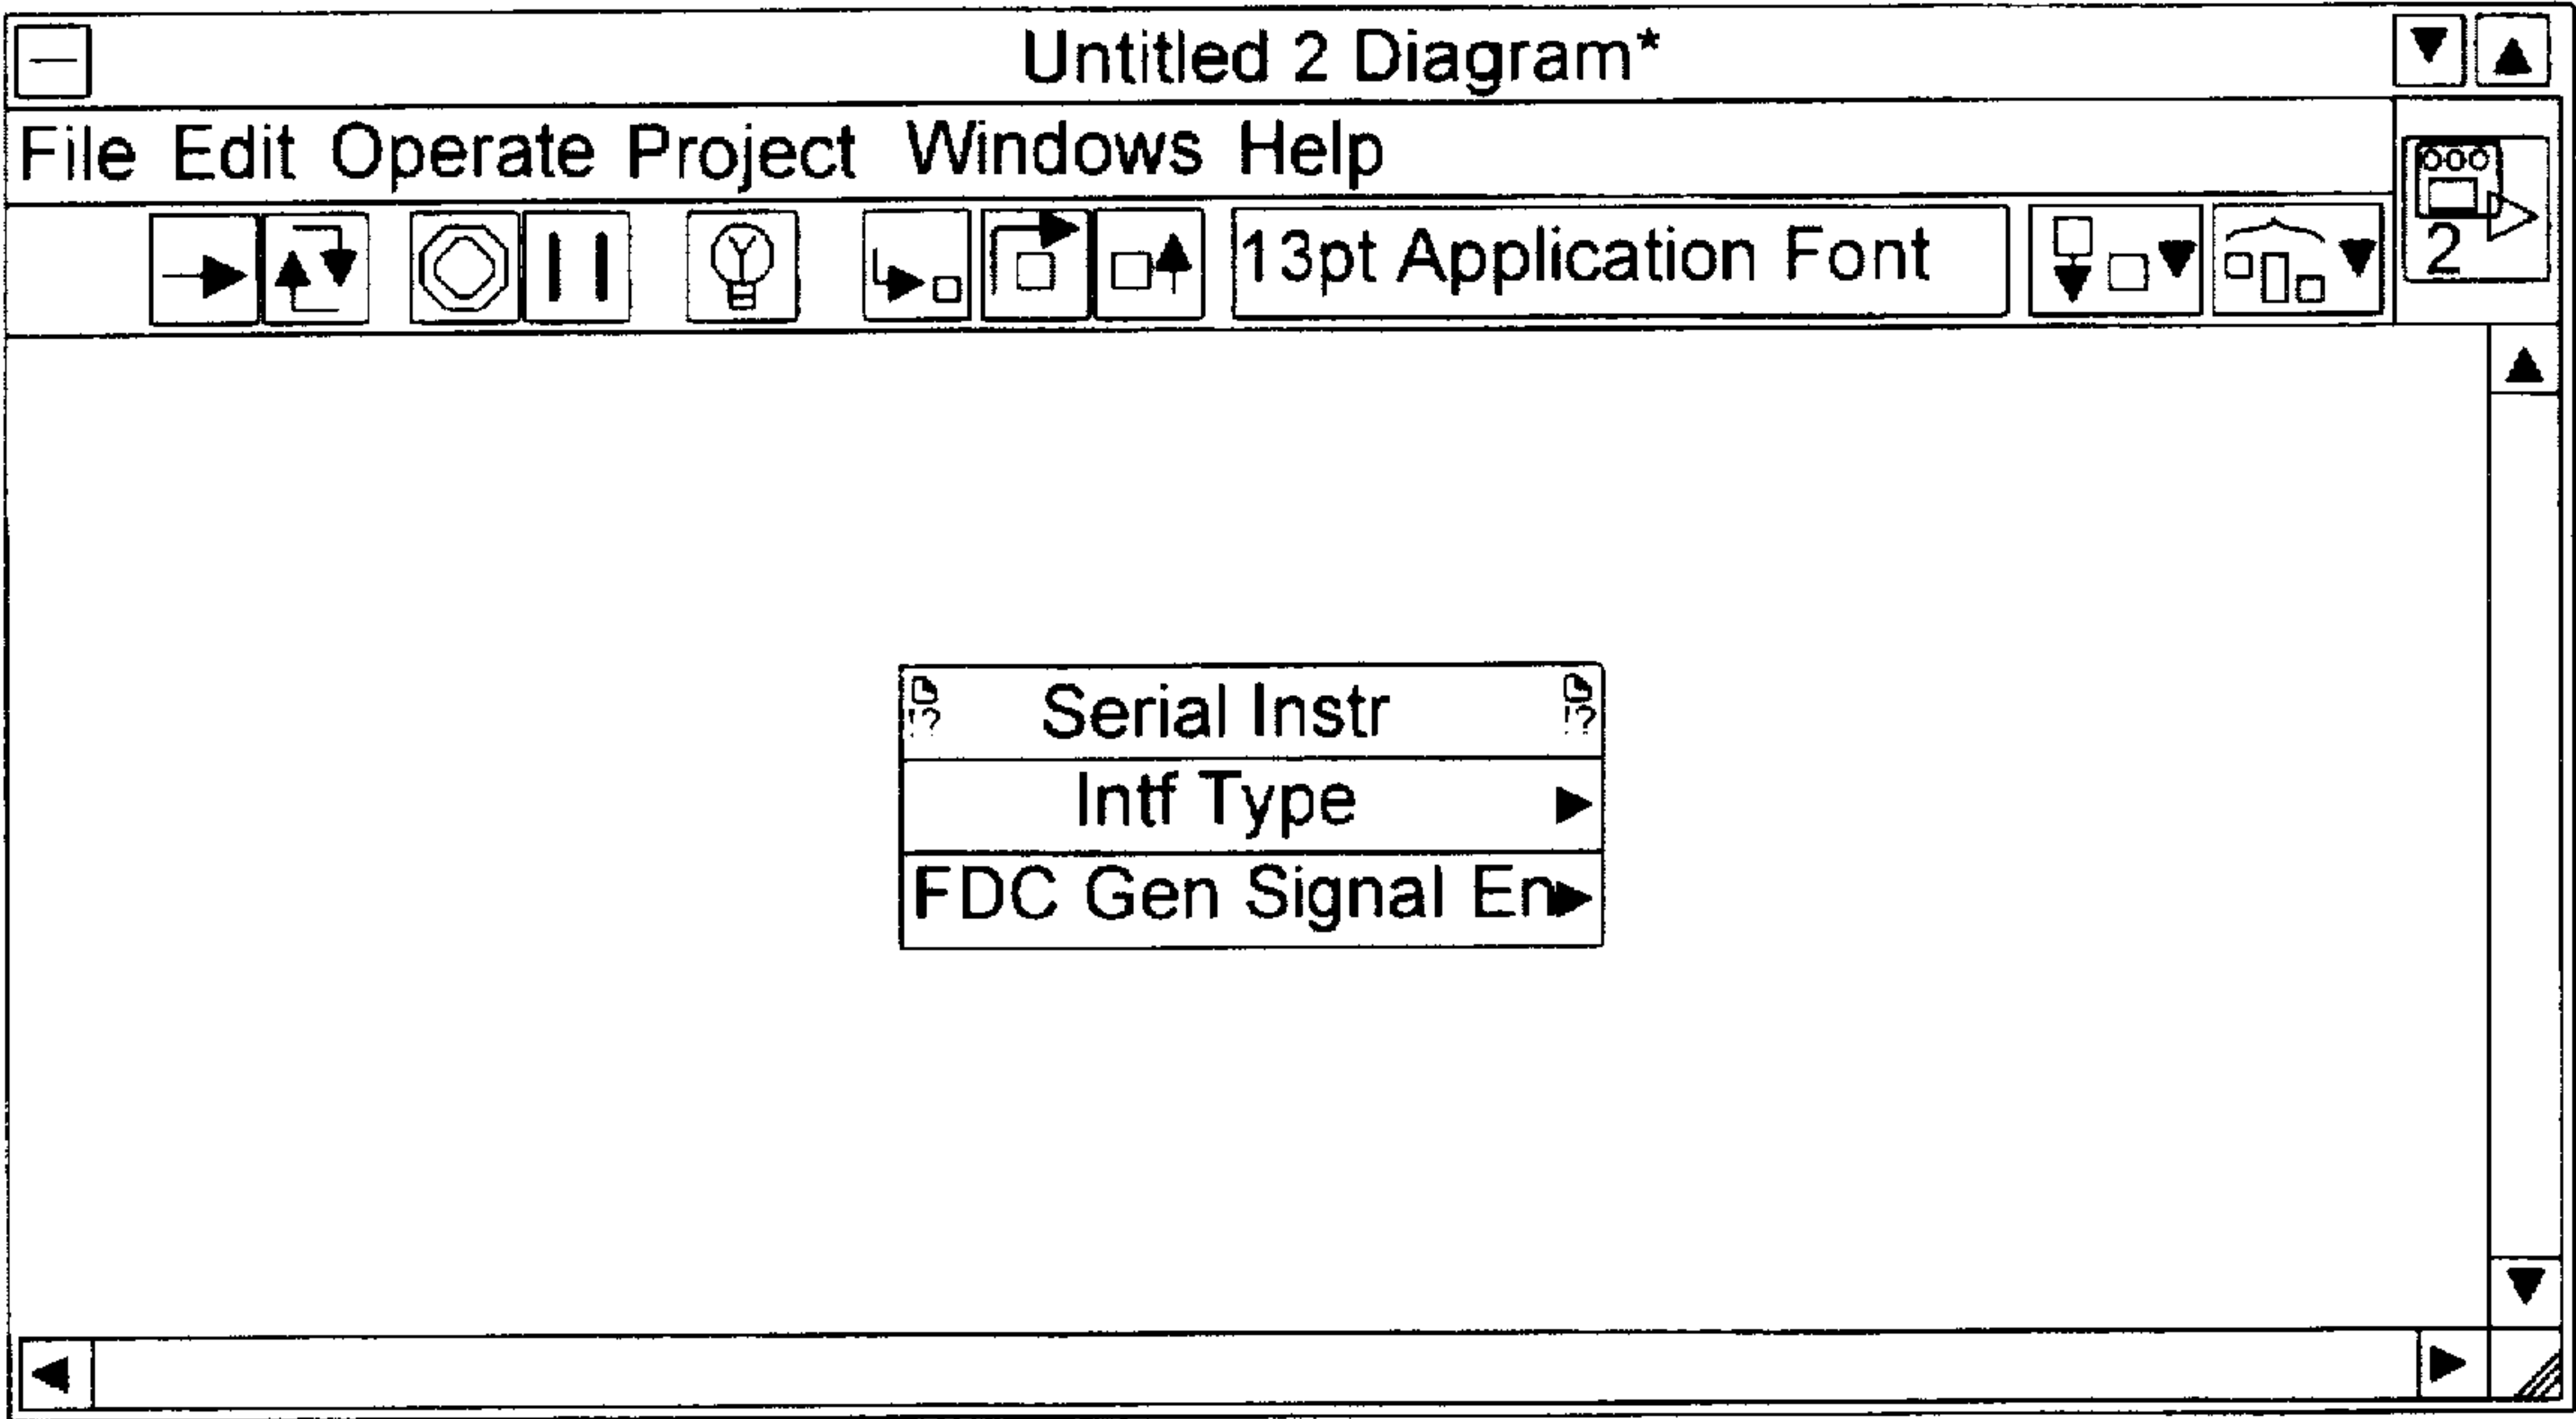 Untitled 2 Diagram*
File Edit Operate Project Windows Help
13pt Application Font
2
!? Serial Instr !?
Intf Type
FDC Gen Signal En